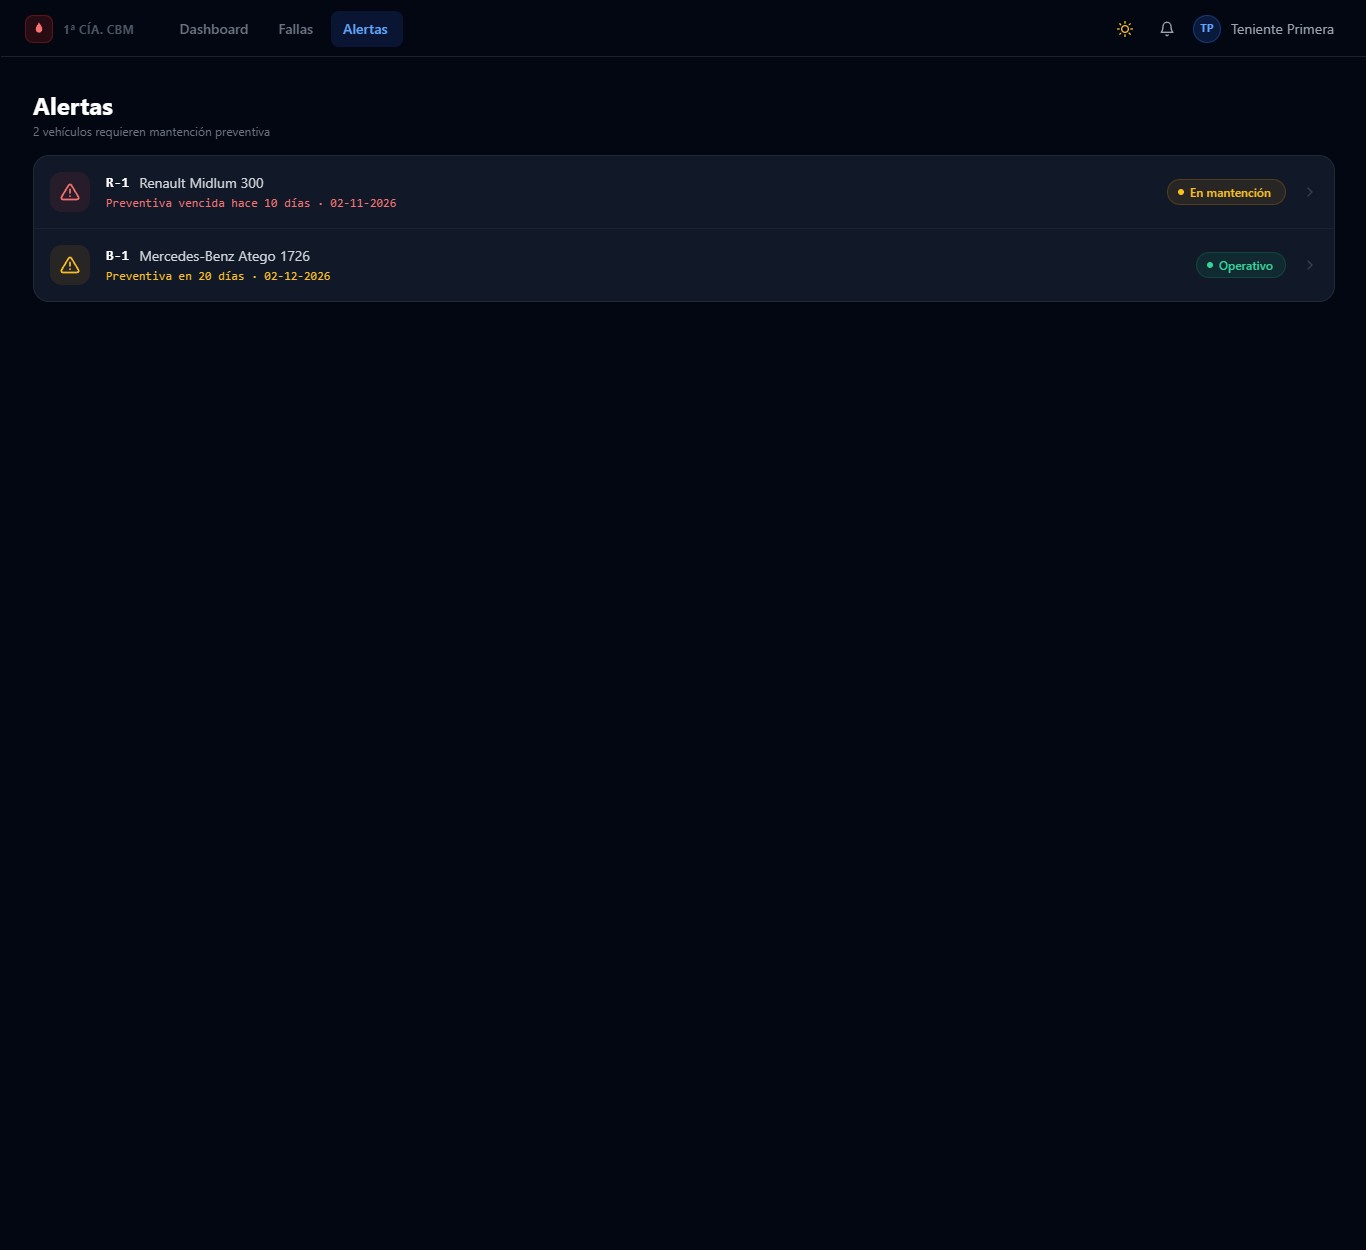 1ª CÍA. CBM Dashboard Fallas Alertas TP Teniente Primera
Alertas
2 vehículos requieren mantención preventiva
R-1 Renault Midlum 300
Preventiva vencida hace 10 días · 02-11-2026
En mantención
B-1 Mercedes-Benz Atego 1726
Preventiva en 20 días · 02-12-2026
Operativo